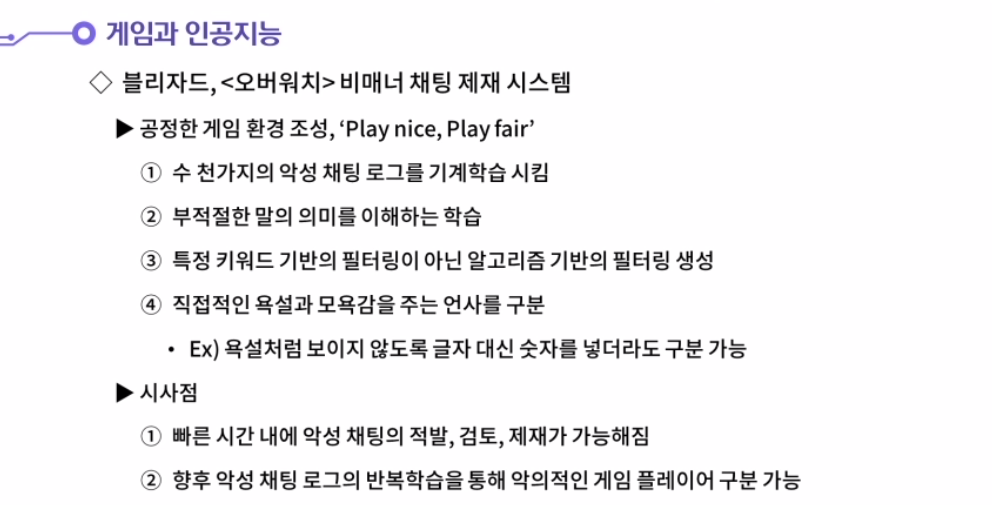 게임과 인공지능
◇ 블리자드, <오버워치> 비매너 채팅 제재 시스템
▶ 공정한 게임 환경 조성, ‘Play nice, Play fair’
① 수 천가지의 악성 채팅 로그를 기계학습 시킴
② 부적절한 말의 의미를 이해하는 학습
③ 특정 키워드 기반의 필터링이 아닌 알고리즘 기반의 필터링 생성
④ 직접적인 욕설과 모욕감을 주는 언사를 구분
• Ex) 욕설처럼 보이지 않도록 글자 대신 숫자를 넣더라도 구분 가능
▶ 시사점
① 빠른 시간 내에 악성 채팅의 적발, 검토, 제재가 가능해짐
② 향후 악성 채팅 로그의 반복학습을 통해 악의적인 게임 플레이어 구분 가능